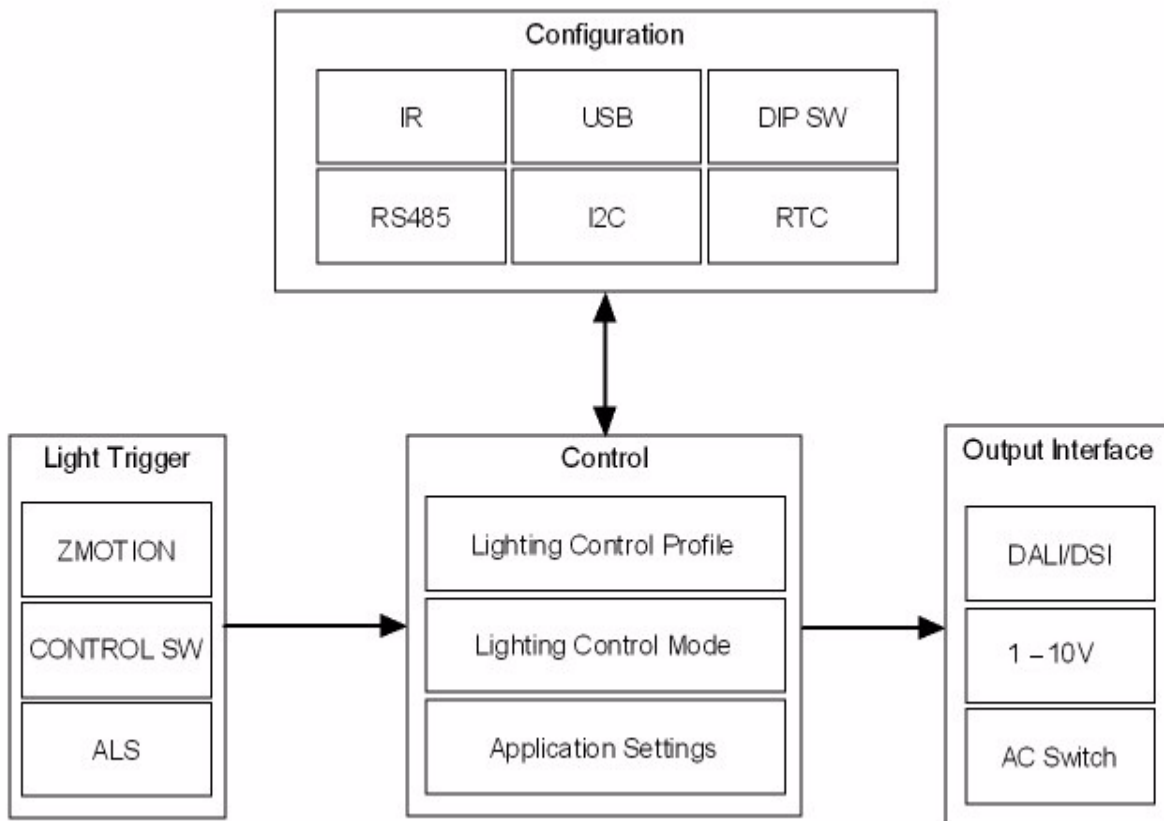 Configuration
IR
USB
DIP SW
RS485
I2C
RTC
Light Trigger
ZMOTION
CONTROL SW
ALS
Control
Lighting Control Profile
Lighting Control Mode
Application Settings
Output Interface
DALI/DSI
1 – 10V
AC Switch